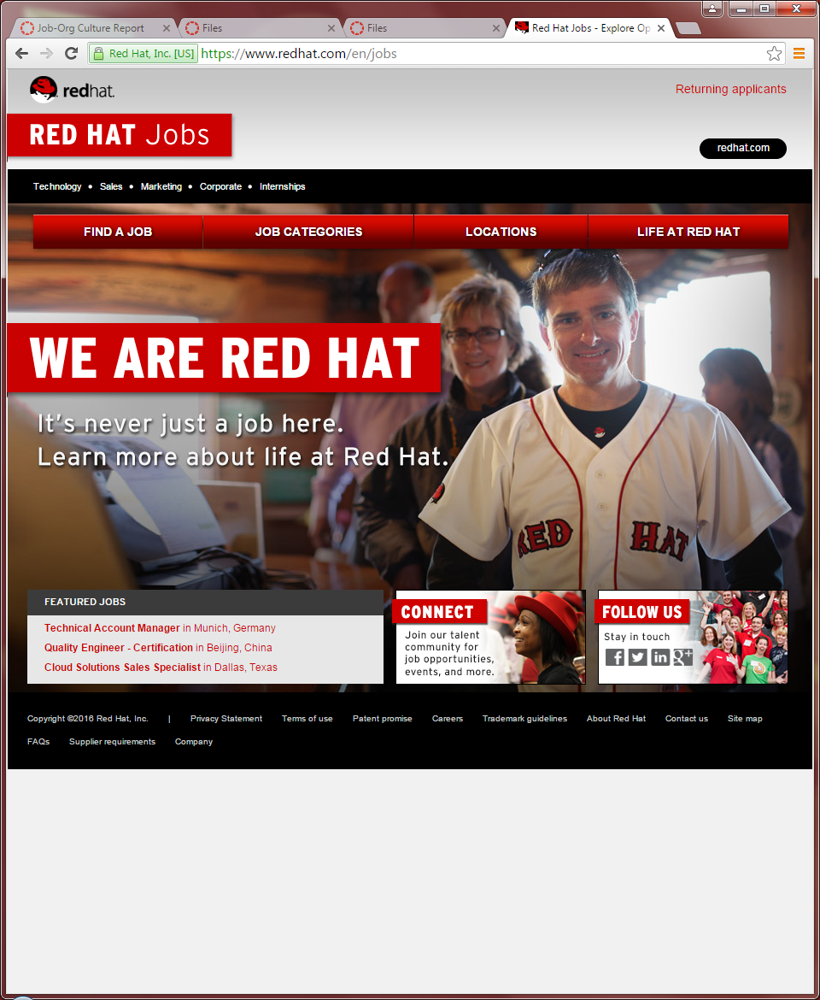 Job-Org Culture Report
Files
Files
Red Hat Jobs - Explore Op
Red Hat, Inc. [US]
https://www.redhat.com/en/jobs
redhat.
Returning applicants
RED HAT Jobs
redhat.com
Technology • Sales • Marketing • Corporate • Internships
FIND A JOB
JOB CATEGORIES
LOCATIONS
LIFE AT RED HAT
WE ARE RED HAT
It's never just a job here.
Learn more about life at Red Hat.
RED HAT
FEATURED JOBS
Technical Account Manager in Munich, Germany
Quality Engineer - Certification in Beijing, China
Cloud Solutions Sales Specialist in Dallas, Texas
CONNECT
Join our talent
community for
job opportunities,
events, and more.
FOLLOW US
Stay in touch
Copyright ©2016 Red Hat, Inc. | Privacy Statement Terms of use Patent promise Careers Trademark guidelines About Red Hat Contact us Site map
FAQs Supplier requirements Company